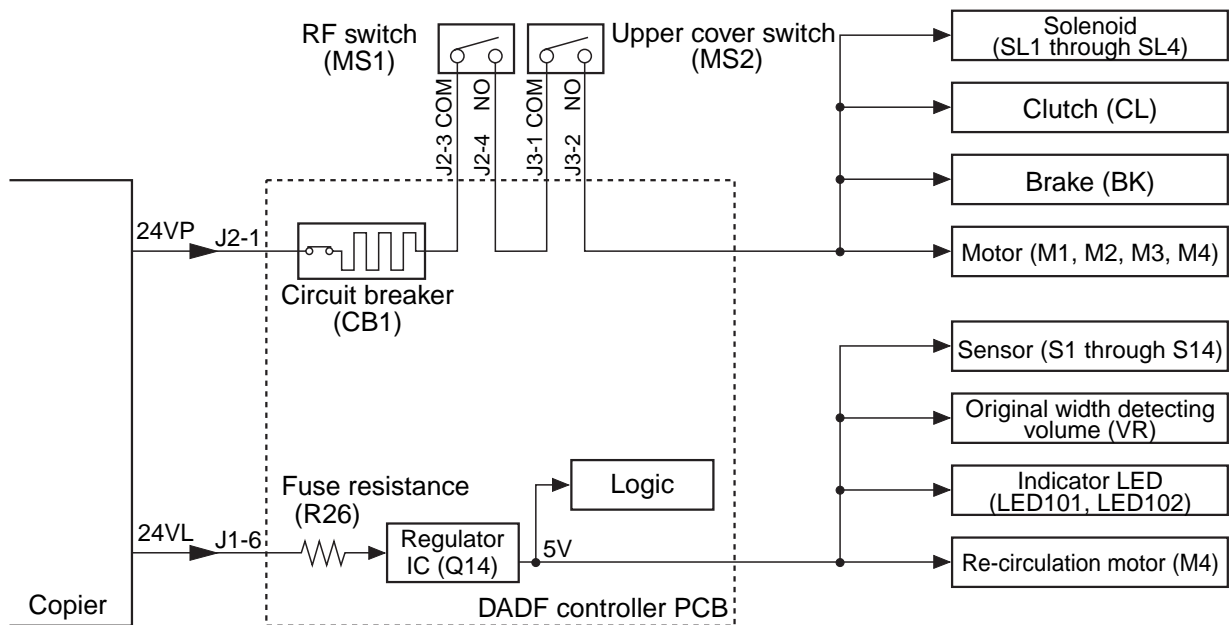 RF switch
(MS1)
Upper cover switch
(MS2)
J2-3 COM
J2-4 NO
J3-1 COM
J3-2 NO
Solenoid
(SL1 through SL4)
Clutch (CL)
Brake (BK)
Motor (M1, M2, M3, M4)
24VP
J2-1
Circuit breaker
(CB1)
Sensor (S1 through S14)
Original width detecting
volume (VR)
Indicator LED
(LED101, LED102)
Re-circulation motor (M4)
Logic
Fuse resistance
(R26)
24VL
J1-6
Regulator
IC (Q14)
5V
Copier
DADF controller PCB